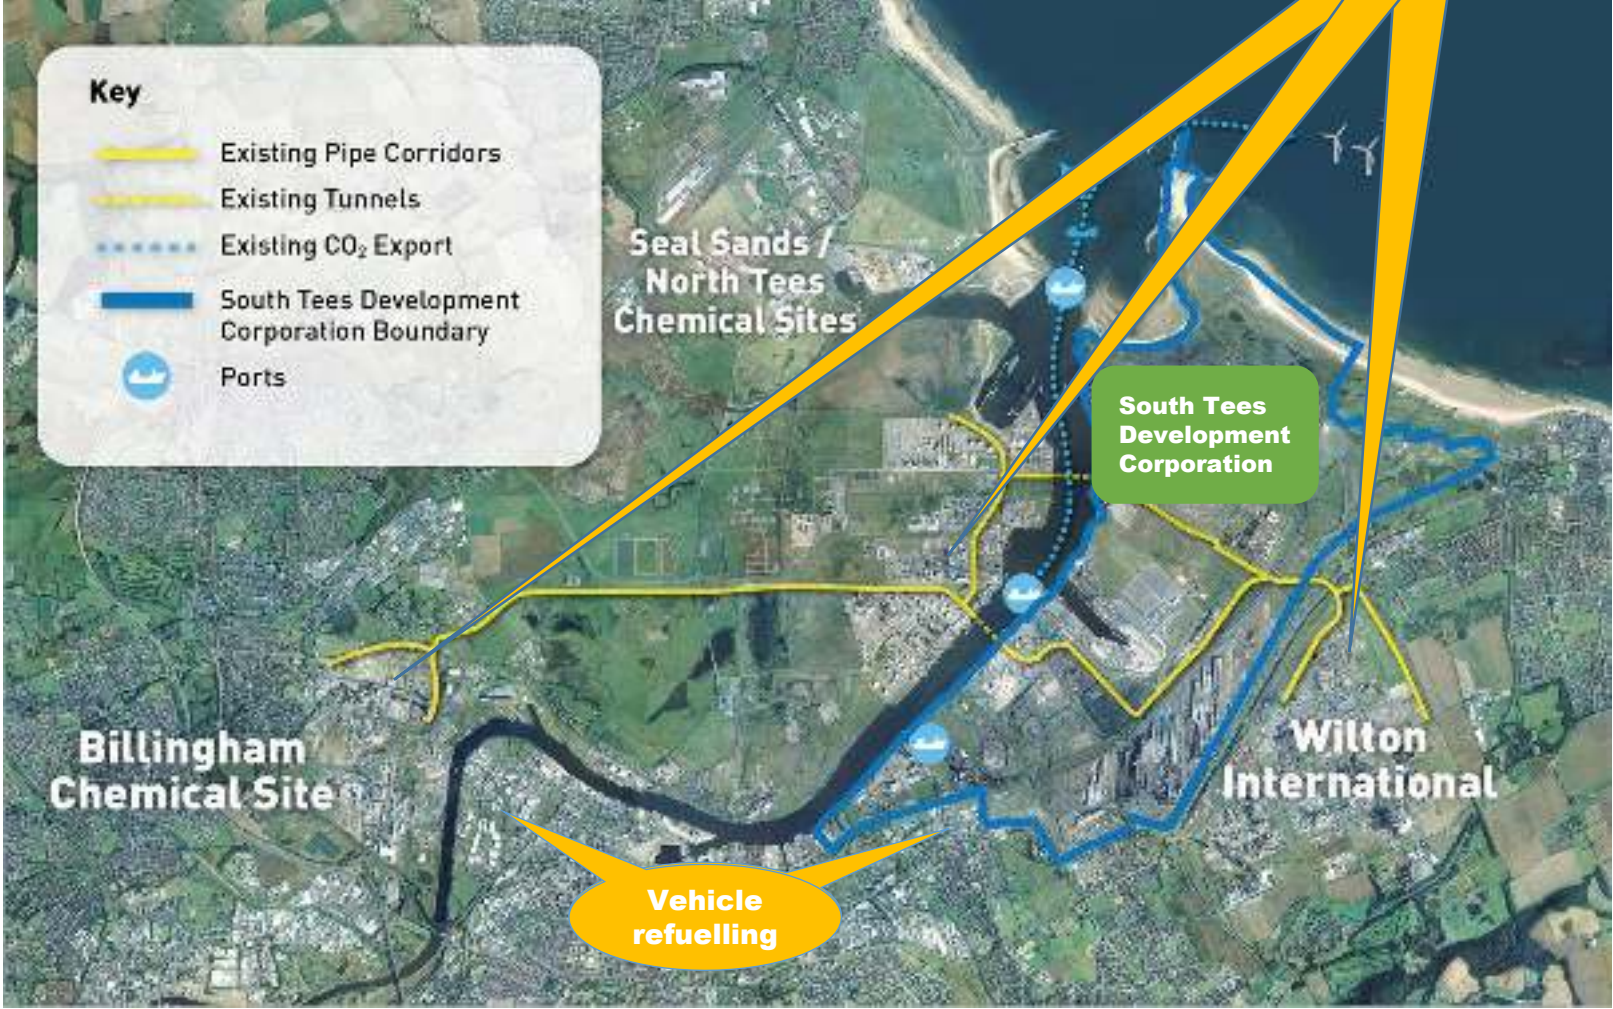 Key
Existing Pipe Corridors
Existing Tunnels
Existing CO₂ Export
South Tees Development
Corporation Boundary
Ports
Seal Sands /
North Tees
Chemical Sites
South Tees
Development
Corporation
Billingham
Chemical Site
Wilton
International
Vehicle
refuelling